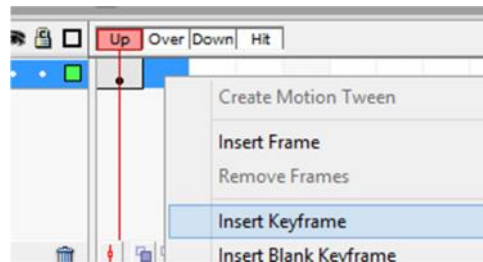 Up Over Down Hit
Create Motion Tween
Insert Frame
Remove Frames
Insert Keyframe
Insert Blank Keyframe